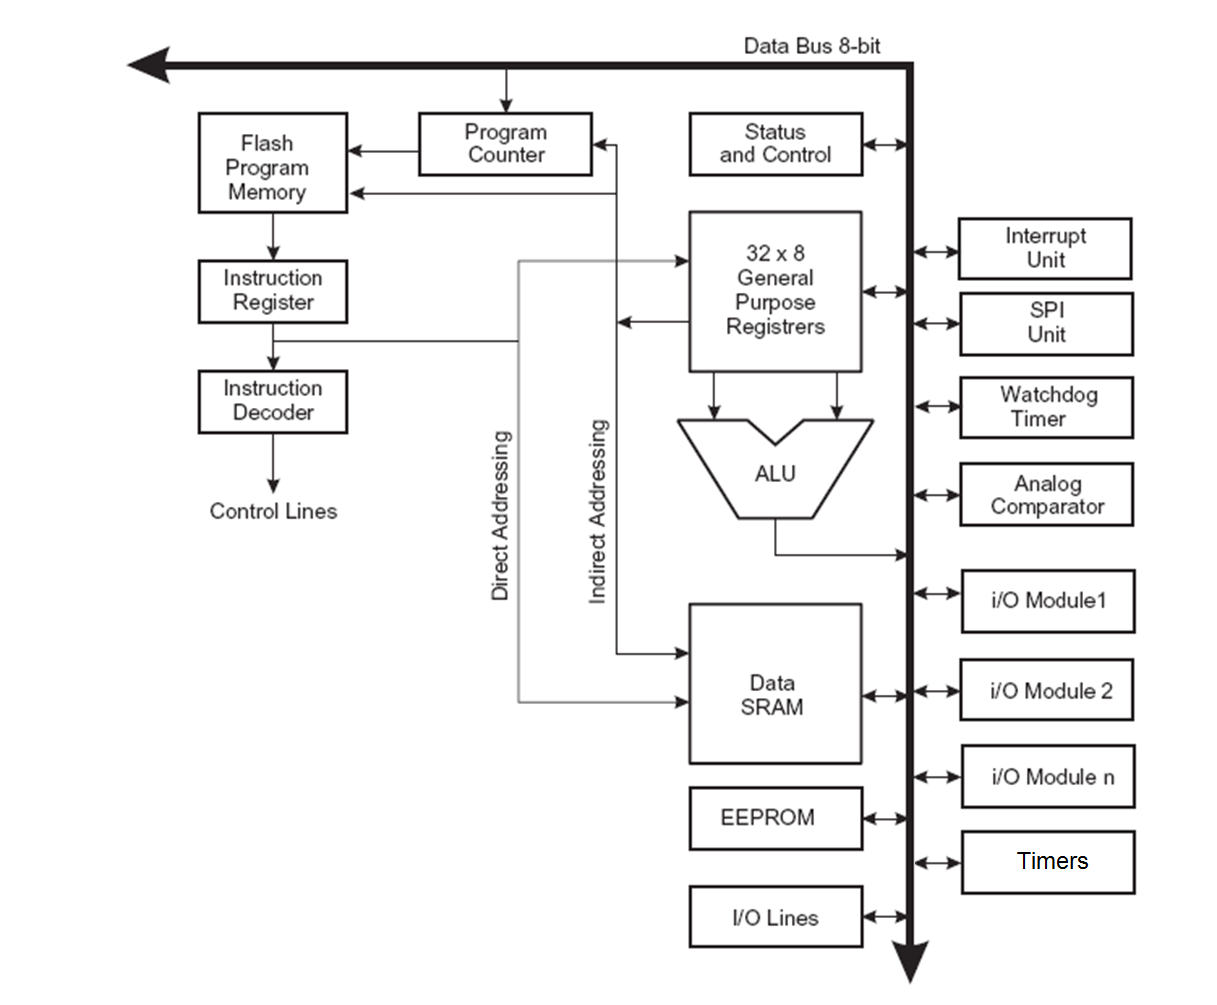 Data Bus 8-bit
Flash
Program
Memory
Program
Counter
Status
and Control
Instruction
Register
32 x 8
General
Purpose
Registrers
Interrupt
Unit
SPI
Unit
Instruction
Decoder
Watchdog
Timer
Control Lines
Direct Addressing
Indirect Addressing
ALU
Analog
Comparator
i/O Module1
Data
SRAM
i/O Module 2
i/O Module n
EEPROM
Timers
I/O Lines